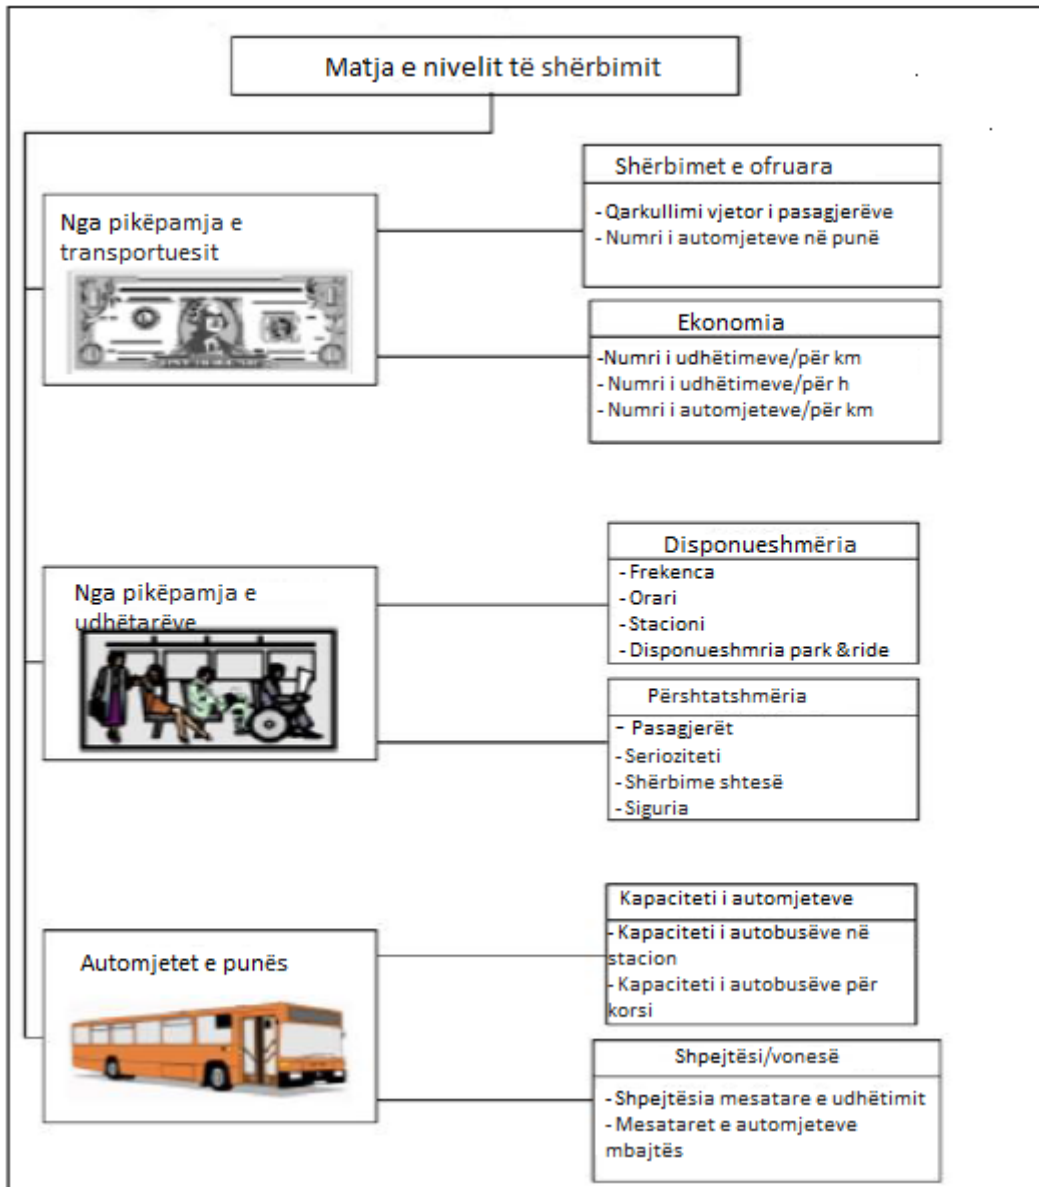 Matja e nivelit të shërbimit
Nga pikëpamja e
transportuesit
Shërbimet e ofruara
- Qarkullimi vjetor i pasagjerëve
- Numri i automjeteve në punë
Ekonomia
-Numri i udhëtimeve/për km
- Numri i udhëtimeve/për h
- Numri i automjeteve/për km
Nga pikëpamja e
udhëtarëve
Disponueshmëria
- Frekenca
- Orari
- Stacioni
- Disponueshmria park &ride
Përshtatshmëria
- Pasagjerët
- Serioziteti
- Shërbime shtesë
- Siguria
Automjetet e punës
Kapaciteti i automjeteve
- Kapaciteti i autobusëve në
stacion
- Kapaciteti i autobusëve për
korsi
Shpejtësi/vonesë
- Shpejtësia mesatare e udhëtimit
- Mesataret e automjeteve
mbajtës